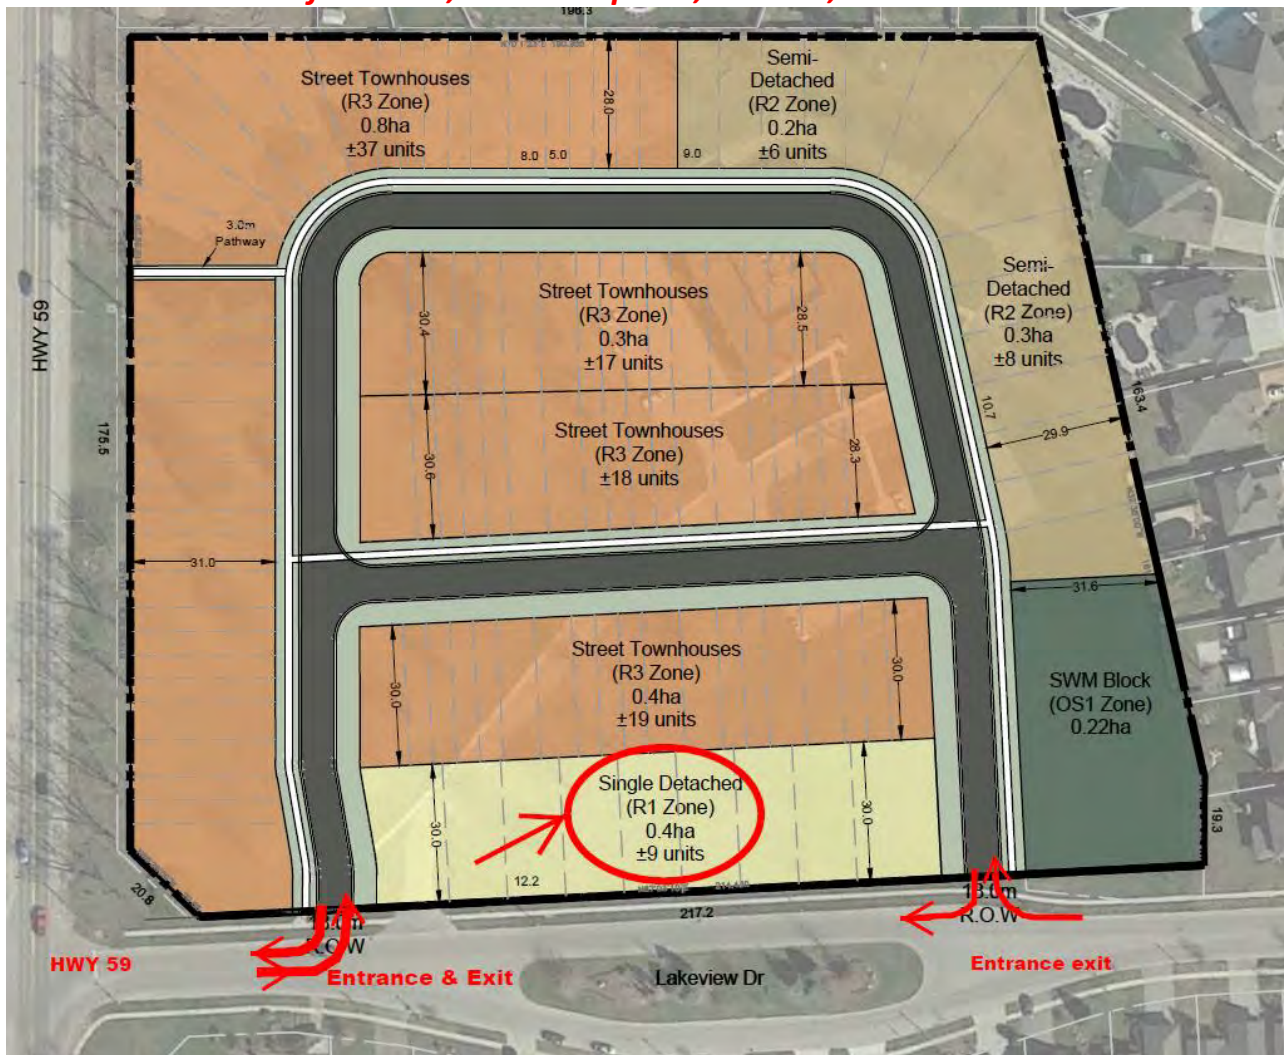 196.3
Street Townhouses
(R3 Zone)
0.8ha
±37 units
28.0
8.0 5.0
Semi-
Detached
(R2 Zone)
0.2ha
±6 units
9.0
3.0m
Pathway
HWY 59
175.5
Street Townhouses
(R3 Zone)
0.3ha
±17 units
30.4
28.5
Semi-
Detached
(R2 Zone)
0.3ha
±8 units
10.7
29.9
163.4
Street Townhouses
(R3 Zone)
±18 units
30.6
28.3
31.0
31.6
Street Townhouses
(R3 Zone)
0.4ha
±19 units
30.0
30.0
SWM Block
(OS1 Zone)
0.22ha
19.3
Single Detached
(R1 Zone)
0.4ha
±9 units
30.0
30.0
12.2
20.8
217.2
R.O.W
R.O.W
HWY 59
Entrance & Exit
Lakeview Dr
Entrance exit